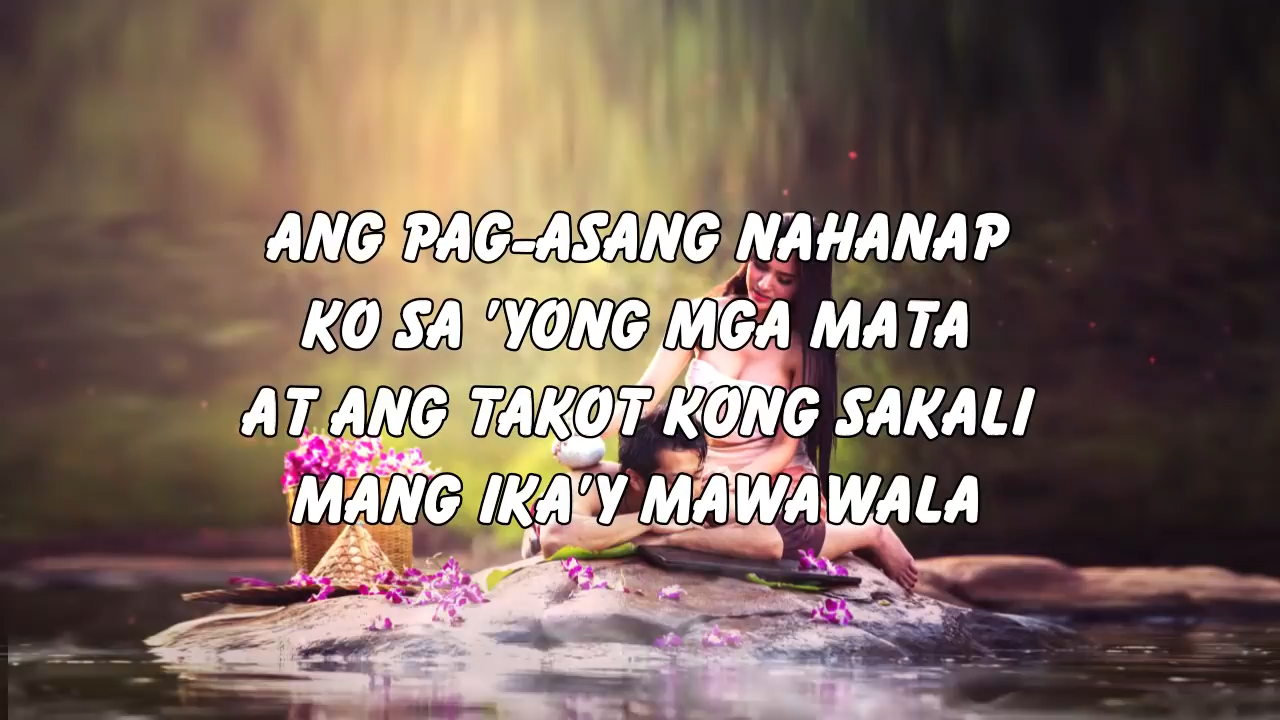 ANG PAG-ASANG NAHANAP
KO SA 'YONG MGA MATA
AT ANG TAKOT KONG SAKALI
MANG IKA'Y MAWAWALA